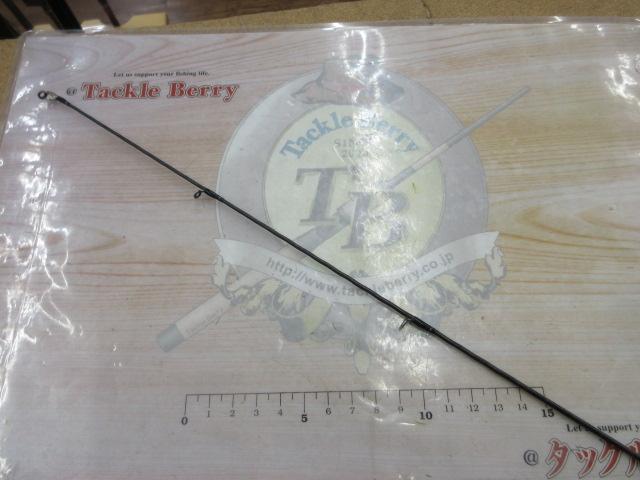 Let us support your fishing life.
@ Tackle Berry
Tackle Berry
TB
http://www.tackleberry.co.jp
0 1 2 3 4 5 6 7 8 9 10 11 12 13 14 15
Let us support y
@ タックル